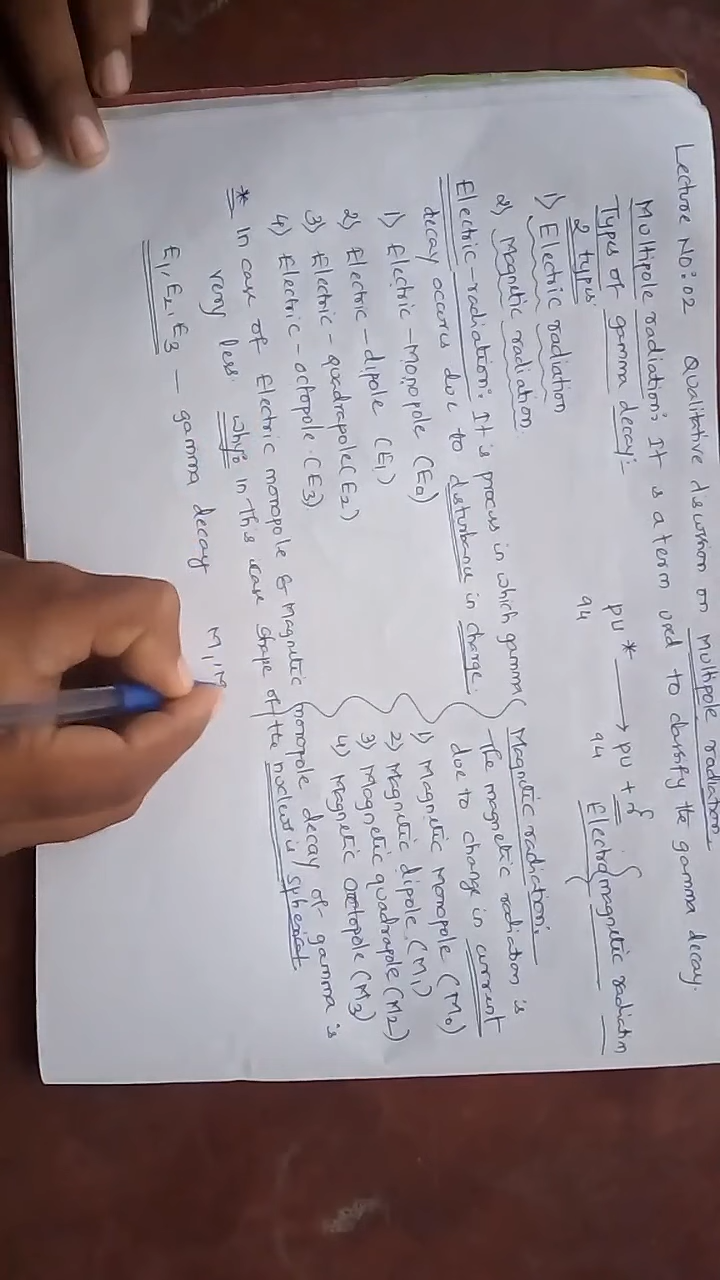 Lecture NO:02 Qualitative discussion on Multipole radiation
Multipole radiation: It is a term used to classify the gamma decay.
Types of gamma decay:-
2 types:
PU* → PU + γ { Electromagnetic radiatin
94 94
1) Electric radiation
2) Magnetic radiation.
Electric-radiation: It is process in which gamma
decay occures due to disturbance in charge.
1) Electric-Monopole (E0)
2) Electric-dipole (E1)
3) Electric-quadrapole (E2)
4) Electric-octopole. (E3)
Magnetic radiation:
The magnetic radiation is
due to change in current
1) Magnetic Monopole (M0)
2) Magnetic dipole (M1)
3) Magnetic quadrapole (M2)
4) Magnetic Octopole (M3)
* In case of Electric monopole & Magnetic monopole decay of gamma is
very less. why: in this case shape of the nucleus is spherical
E1, E2, E3 — gamma decay M1, M